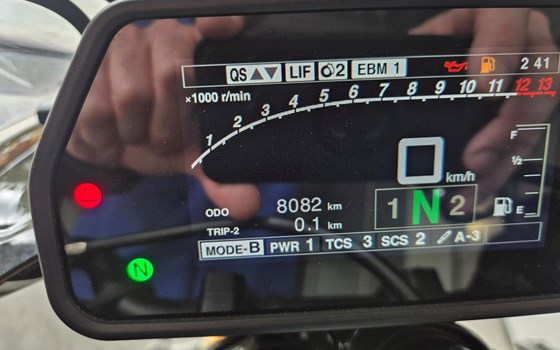 QS LIF 2 EBM 1 2 41
×1000 r/min 1 2 3 4 5 6 7 8 9 10 11 12 13
F
½
0 km/h
ODO 8082 km
TRIP-2 0.1 km
1 N 2
E
MODE-B PWR 1 TCS 3 SCS 2 A-3
N